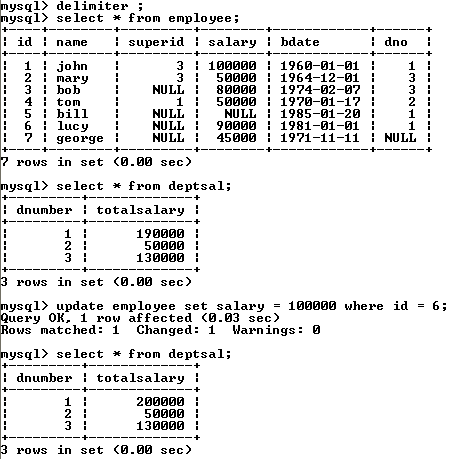 mysql> delimiter ;
mysql> select * from employee;
+----+--------+---------+--------+------------+------+
| id | name   | superid | salary | bdate      | dno  |
+----+--------+---------+--------+------------+------+
|  1 | john   |       3 | 100000 | 1960-01-01 |    1 |
|  2 | mary   |       3 |  50000 | 1964-12-01 |    3 |
|  3 | bob    |    NULL |  80000 | 1974-02-07 |    3 |
|  4 | tom    |       1 |  50000 | 1970-01-17 |    2 |
|  5 | bill   |    NULL |   NULL | 1985-01-20 |    1 |
|  6 | lucy   |    NULL |  90000 | 1981-01-01 |    1 |
|  7 | george |    NULL |  45000 | 1971-11-11 | NULL |
+----+--------+---------+--------+------------+------+
7 rows in set (0.00 sec)
mysql> select * from deptsal;
+---------+-------------+
| dnumber | totalsalary |
+---------+-------------+
|       1 |      190000 |
|       2 |       50000 |
|       3 |      130000 |
+---------+-------------+
3 rows in set (0.00 sec)
mysql> update employee set salary = 100000 where id = 6;
Query OK, 1 row affected (0.03 sec)
Rows matched: 1  Changed: 1  Warnings: 0
mysql> select * from deptsal;
+---------+-------------+
| dnumber | totalsalary |
+---------+-------------+
|       1 |      200000 |
|       2 |       50000 |
|       3 |      130000 |
+---------+-------------+
3 rows in set (0.00 sec)